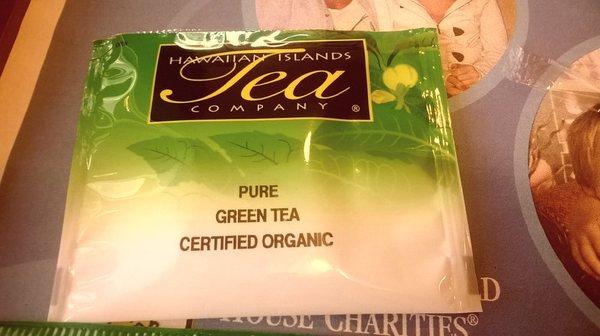 HAWAIIAN ISLANDS
Tea
COMPANY ®
PURE
GREEN TEA
CERTIFIED ORGANIC
D
HOUSE CHARITIES®